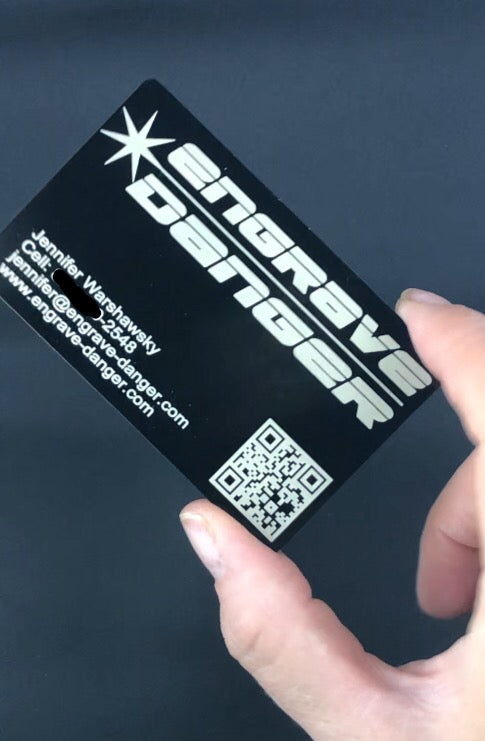 ENGRAVE
DANGER
Jennifer Warshawsky
Cell: -2548
jennifer@engrave-danger.com
www.engrave-danger.com